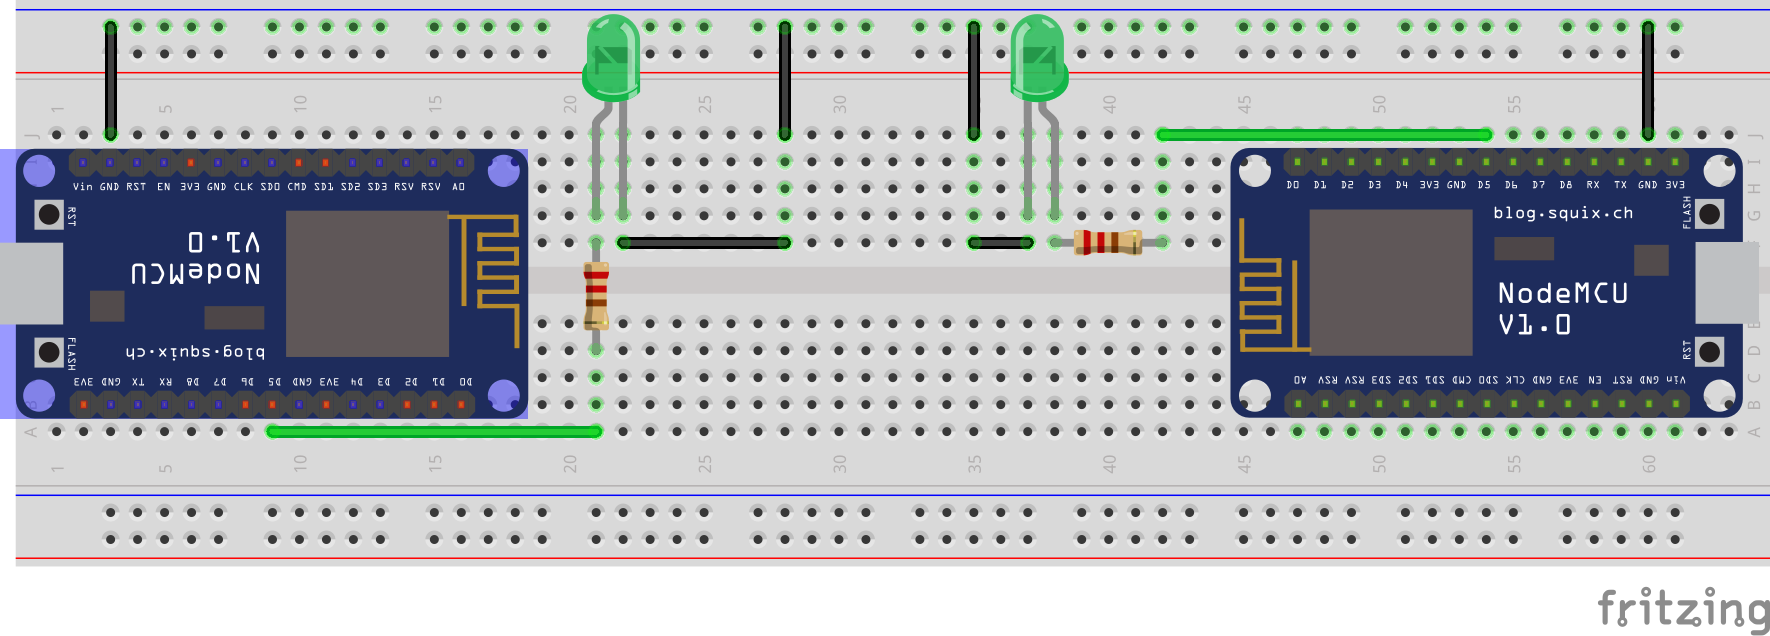 1 5 10 15 20 25 30 35 40 45 50 55 60
J J
I
Vin GND RST EN 3V3 GND CLK SD0 CMD SD1 SD2 SD3 RSV RSV A0
D0 D1 D2 D3 D4 3V3 GND D5 D6 D7 D8 RX TX GND 3V3
I
H
G
RST
FLASH
blog.squix.ch
NodeMCU
V1.0
NodeMCU
V1.0
FLASH
blog.squix.ch
RST
D
C
3V3 GND TX RX D8 D7 D6 D5 GND 3V3 D4 D3 D2 D1 D0
A0 RSV RSV SD3 SD2 SD1 CMD SD0 CLK GND 3V3 EN RST GND Vin
B B
A A
1 5 10 15 20 25 30 35 40 45 50 55 60
fritzing